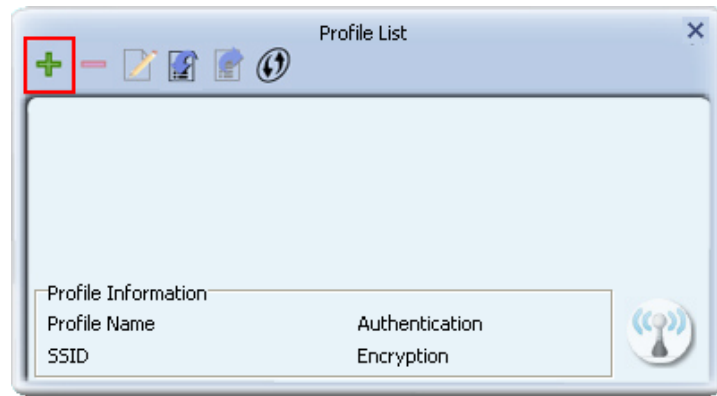 Profile List
Profile Information
Profile Name Authentication
SSID Encryption